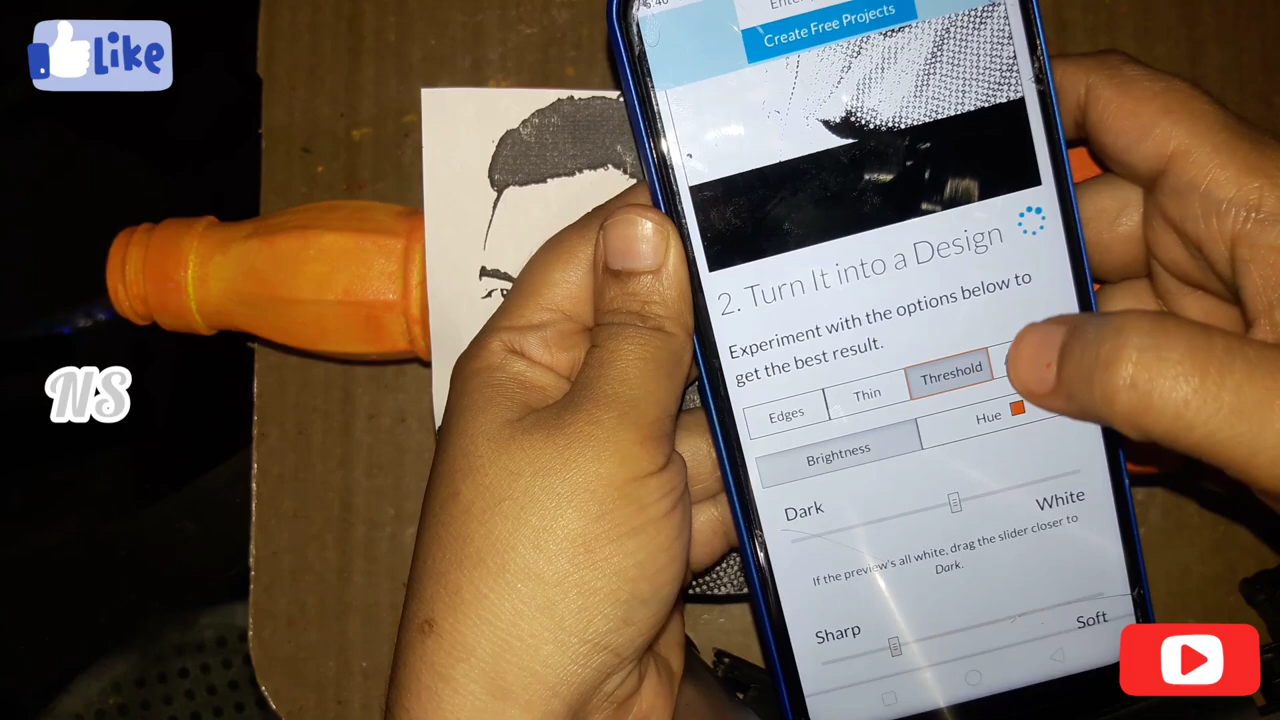 Like
Create Free Projects
2. Turn It into a Design
Experiment with the options below to
get the best result.
Edges
Thin
Threshold
Brightness
Hue
Dark
White
If the preview's all white, drag the slider closer to
Dark.
Sharp
Soft
NS